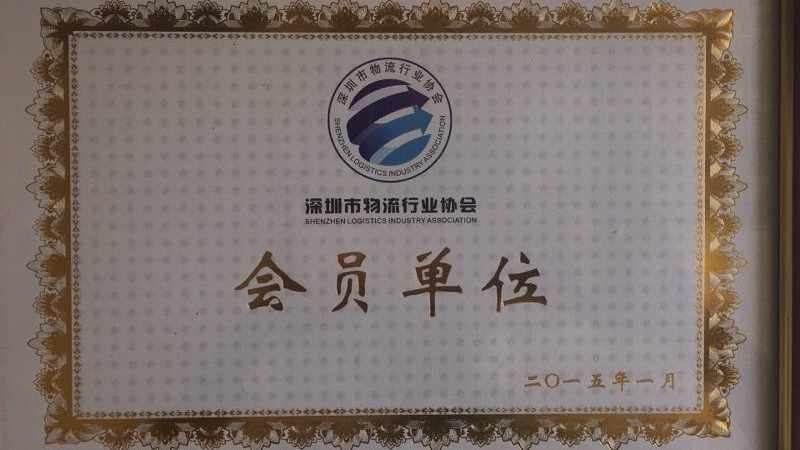 深圳市物流行业协会
SHENZHEN LOGISTICS INDUSTRY ASSOCIATION
深圳市物流行业协会
SHENZHEN LOGISTICS INDUSTRY ASSOCIATION
会员单位
二〇一五年一月